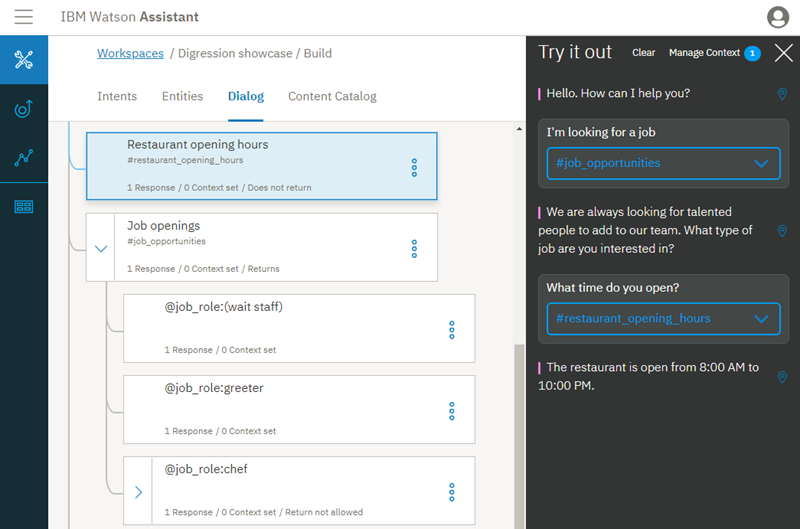 IBM Watson Assistant
Workspaces / Digression showcase / Build
Intents Entities Dialog Content Catalog
Restaurant opening hours
#restaurant_opening_hours
1 Response / 0 Context set / Does not return
Job openings
#job_opportunities
1 Response / 0 Context set / Returns
@job_role:(wait staff)
1 Response / 0 Context set
@job_role:greeter
1 Response / 0 Context set
@job_role:chef
1 Response / 0 Context set / Return not allowed
Try it out Clear Manage Context 1
Hello. How can I help you?
I'm looking for a job
#job_opportunities
We are always looking for talented
people to add to our team. What type of
job are you interested in?
What time do you open?
#restaurant_opening_hours
The restaurant is open from 8:00 AM to
10:00 PM.